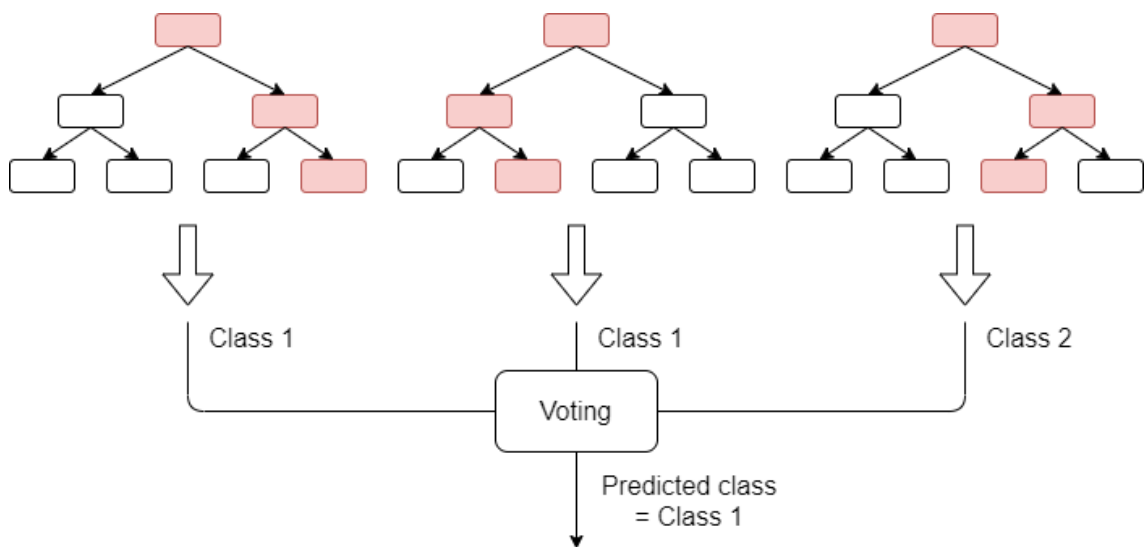 Class 1
Class 1
Class 2
Voting
Predicted class
= Class 1